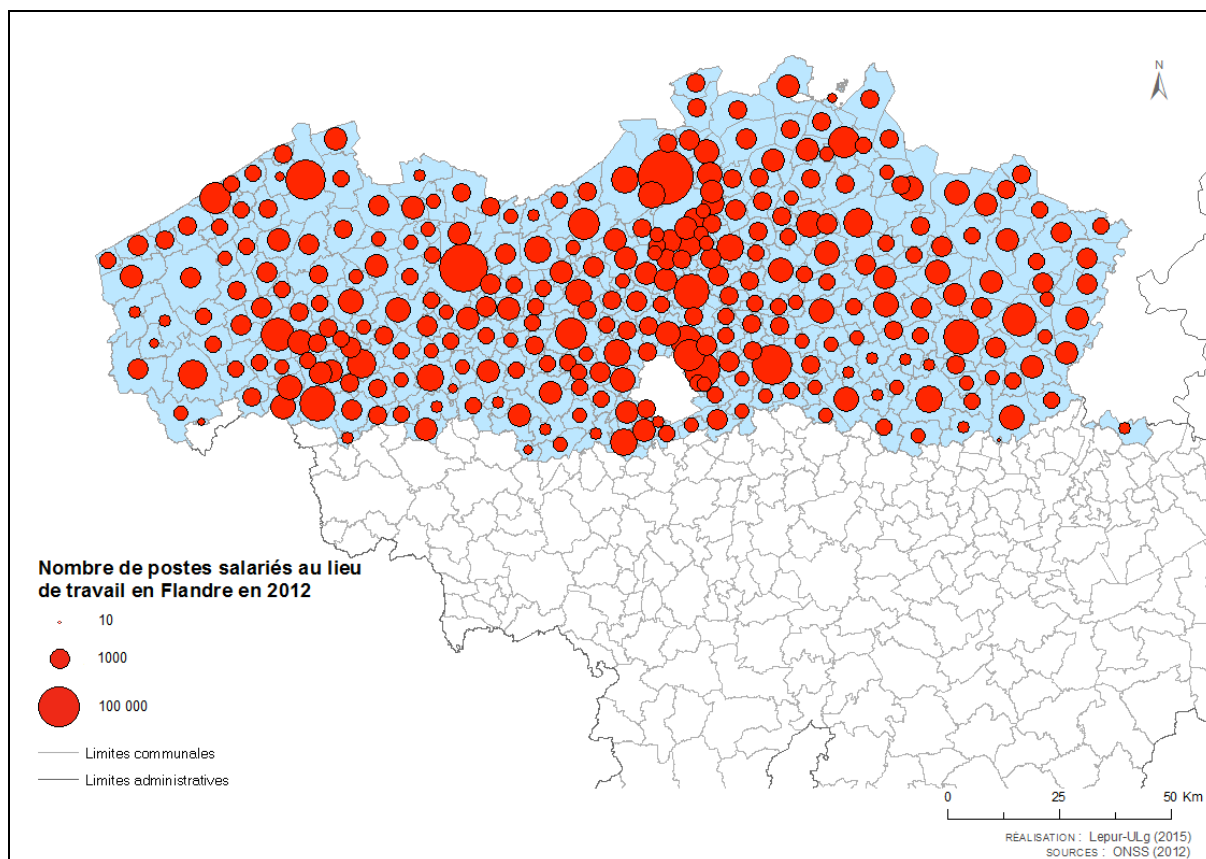 N
Nombre de postes salariés au lieu
de travail en Flandre en 2012
10
1000
100 000
Limites communales
Limites administratives
0 25 50 Km
RÉALISATION : Lepur-ULg (2015)
SOURCES : ONSS (2012)